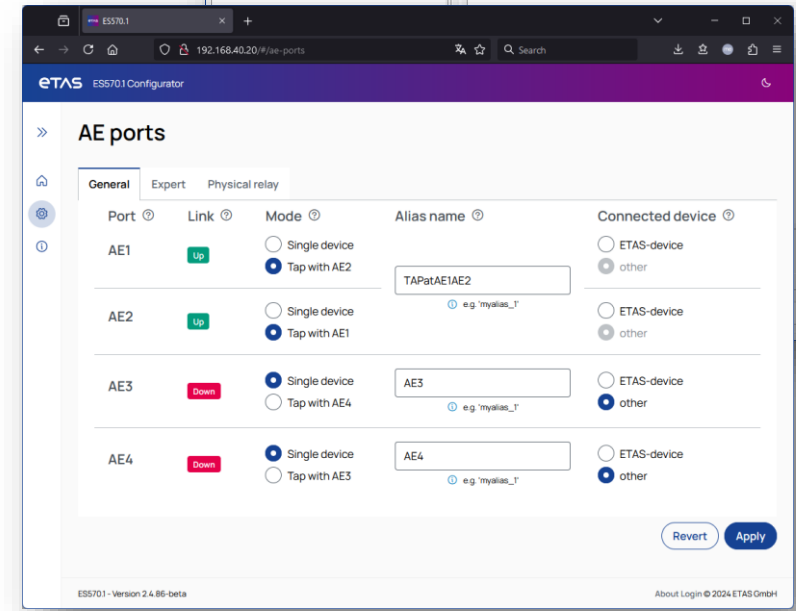 ES570.1
192.168.40.20/#/ae-ports
Search
eTAS ES570.1 Configurator
AE ports
General Expert Physical relay
Port Link Mode Alias name Connected device
AE1 Up Single device ETAS-device
Tap with AE2 other
TAPatAE1AE2
e.g. 'myalias_1'
AE2 Up Single device ETAS-device
Tap with AE1 other
AE3 Down Single device AE3 ETAS-device
Tap with AE4 e.g. 'myalias_1' other
AE4 Down Single device AE4 ETAS-device
Tap with AE3 e.g. 'myalias_1' other
Revert Apply
ES570.1 - Version 2.4.86-beta About Login © 2024 ETAS GmbH